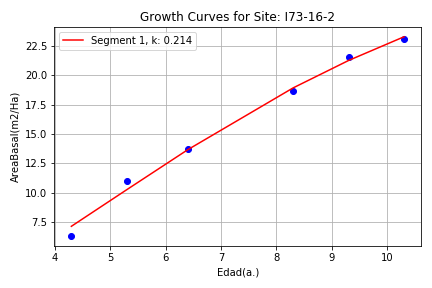 Growth Curves for Site: I73-16-2
Segment 1, k: 0.214
AreaBasal(m2/Ha)
22.5
20.0
17.5
15.0
12.5
10.0
7.5
4 5 6 7 8 9 10
Edad(a.)